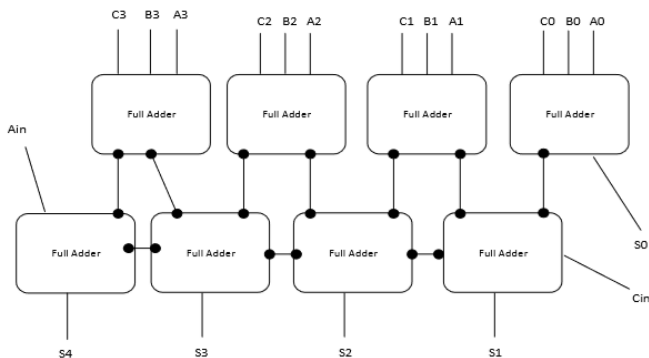 C3 B3 A3 C2 B2 A2 C1 B1 A1 C0 B0 A0
Full Adder Full Adder Full Adder Full Adder
Ain
S0
Full Adder Full Adder Full Adder Full Adder
Cin
S4 S3 S2 S1